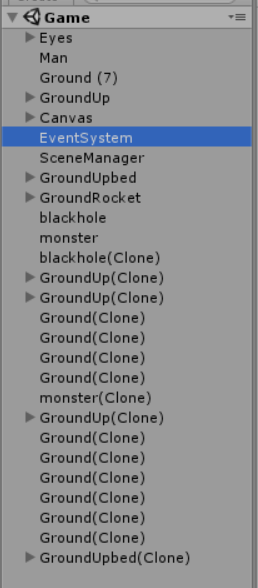 Game
Eyes
Man
Ground (7)
GroundUp
Canvas
EventSystem
SceneManager
GroundUpbed
GroundRocket
blackhole
monster
blackhole(Clone)
GroundUp(Clone)
GroundUp(Clone)
Ground(Clone)
Ground(Clone)
Ground(Clone)
Ground(Clone)
monster(Clone)
GroundUp(Clone)
Ground(Clone)
Ground(Clone)
Ground(Clone)
Ground(Clone)
Ground(Clone)
Ground(Clone)
GroundUpbed(Clone)